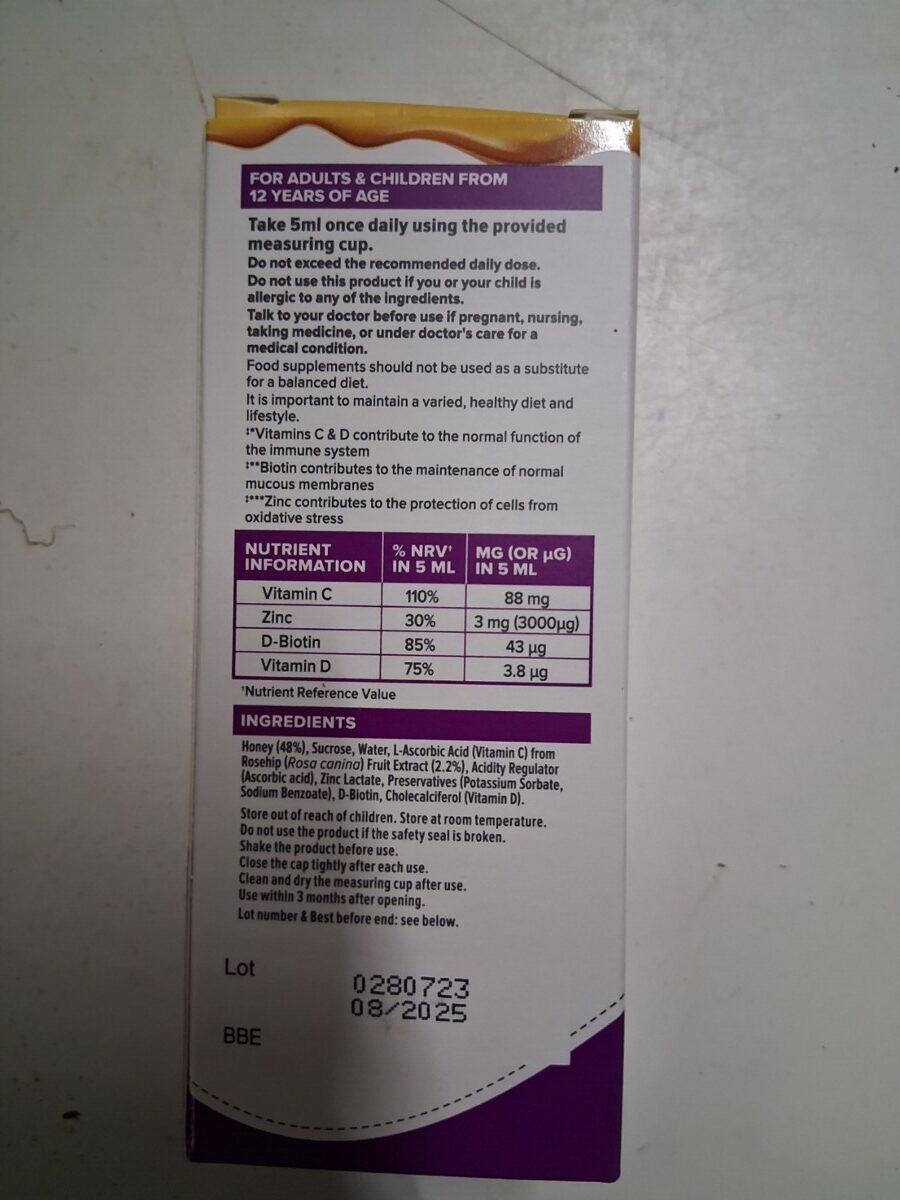 FOR ADULTS & CHILDREN FROM
12 YEARS OF AGE
Take 5ml once daily using the provided
measuring cup.
Do not exceed the recommended daily dose.
Do not use this product if you or your child is
allergic to any of the ingredients.
Talk to your doctor before use if pregnant, nursing,
taking medicine, or under doctor's care for a
medical condition.
Food supplements should not be used as a substitute
for a balanced diet.
It is important to maintain a varied, healthy diet and
lifestyle.
‡*Vitamins C & D contribute to the normal function of
the immune system
‡**Biotin contributes to the maintenance of normal
mucous membranes
‡***Zinc contributes to the protection of cells from
oxidative stress
NUTRIENT INFORMATION % NRV† IN 5 ML MG (OR µG) IN 5 ML
Vitamin C 110% 88 mg
Zinc 30% 3 mg (3000µg)
D-Biotin 85% 43 µg
Vitamin D 75% 3.8 µg
†Nutrient Reference Value
INGREDIENTS
Honey (48%), Sucrose, Water, L-Ascorbic Acid (Vitamin C) from
Rosehip (Rosa canina) Fruit Extract (2.2%), Acidity Regulator
(Ascorbic acid), Zinc Lactate, Preservatives (Potassium Sorbate,
Sodium Benzoate), D-Biotin, Cholecalciferol (Vitamin D).
Store out of reach of children. Store at room temperature.
Do not use the product if the safety seal is broken.
Shake the product before use.
Close the cap tightly after each use.
Clean and dry the measuring cup after use.
Use within 3 months after opening.
Lot number & Best before end: see below.
Lot
0280723
08/2025
BBE